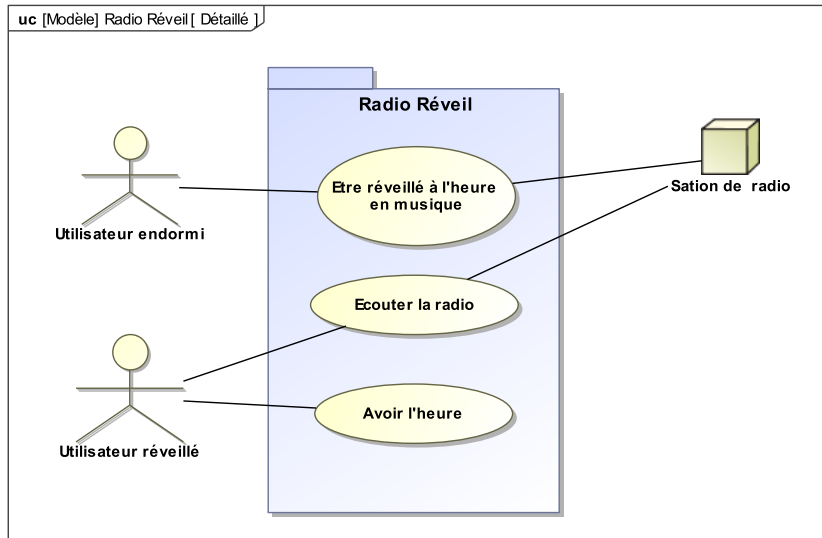 uc [Modèle] Radio Réveil [ Détaillé ]
Radio Réveil
Etre réveillé à l'heure
en musique
Sation de radio
Utilisateur endormi
Ecouter la radio
Avoir l'heure
Utilisateur réveillé